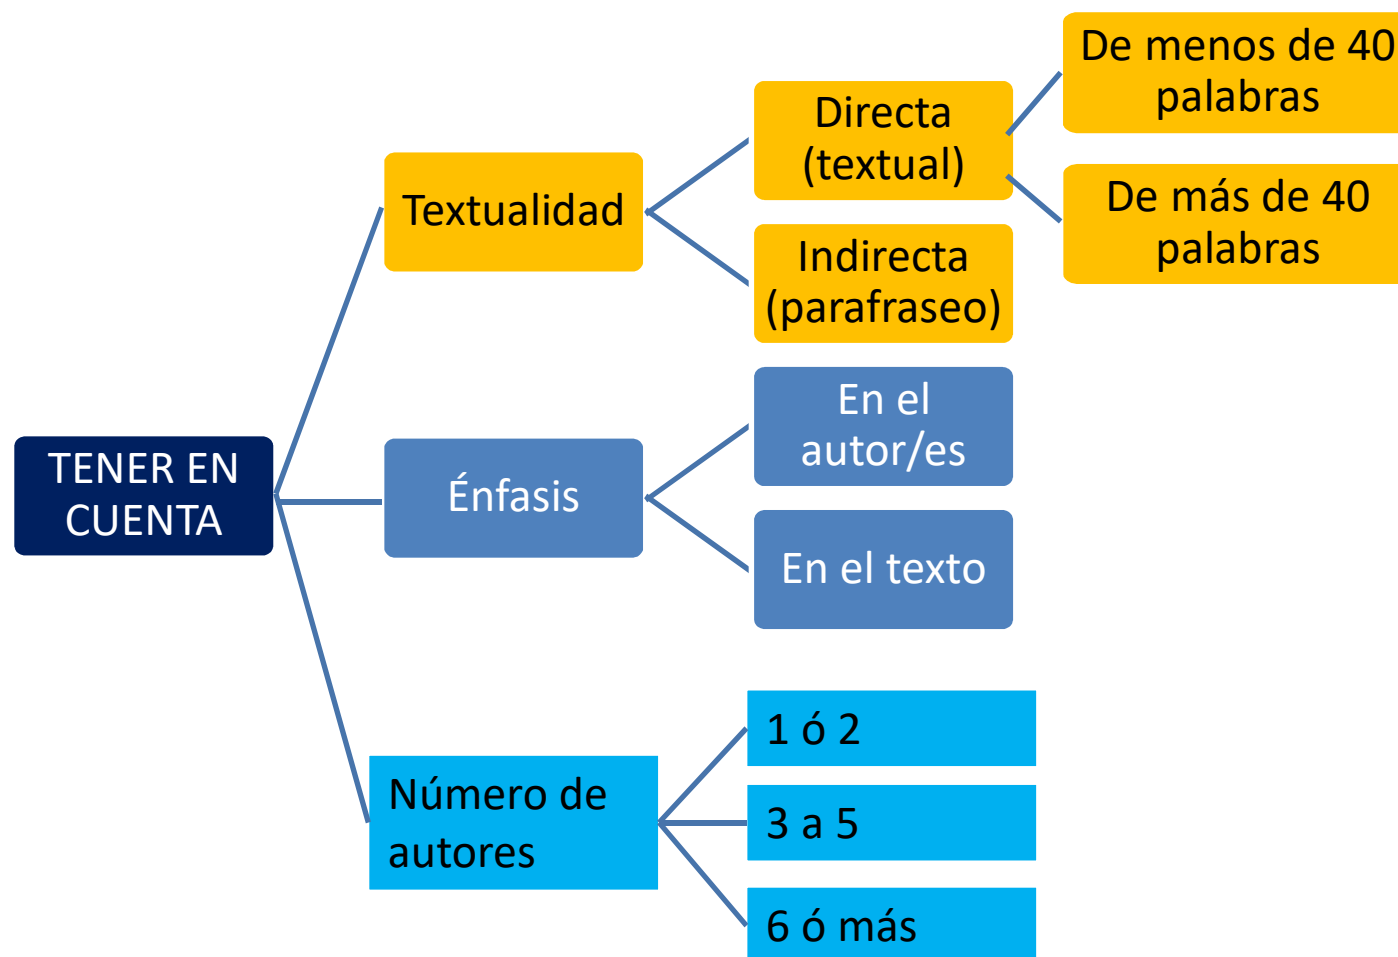 TENER EN
CUENTA
Textualidad
Directa
(textual)
De menos de 40
palabras
De más de 40
palabras
Indirecta
(parafraseo)
Énfasis
En el
autor/es
En el texto
Número de
autores
1 ó 2
3 a 5
6 ó más